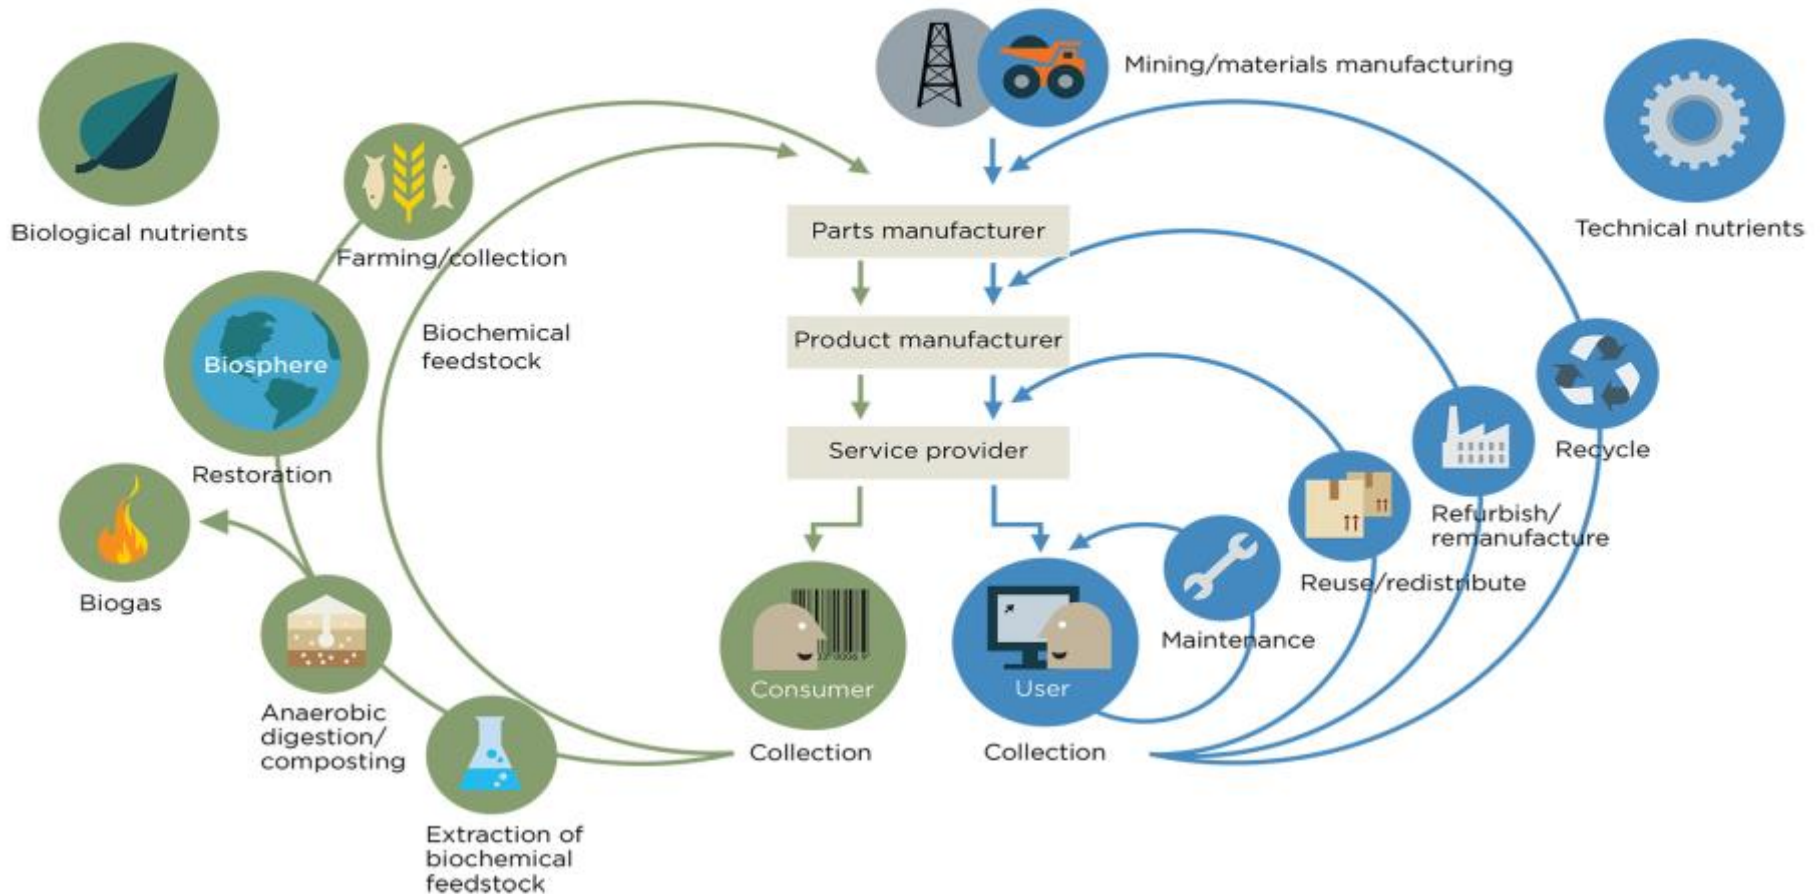 Mining/materials manufacturing
Biological nutrients
Technical nutrients
Farming/collection
Parts manufacturer
Biochemical
feedstock
Product manufacturer
Biosphere
Restoration
Service provider
Recycle
Refurbish/
remanufacture
Reuse/redistribute
Biogas
Maintenance
Consumer
User
Collection
Collection
Anaerobic
digestion/
composting
Extraction of
biochemical
feedstock